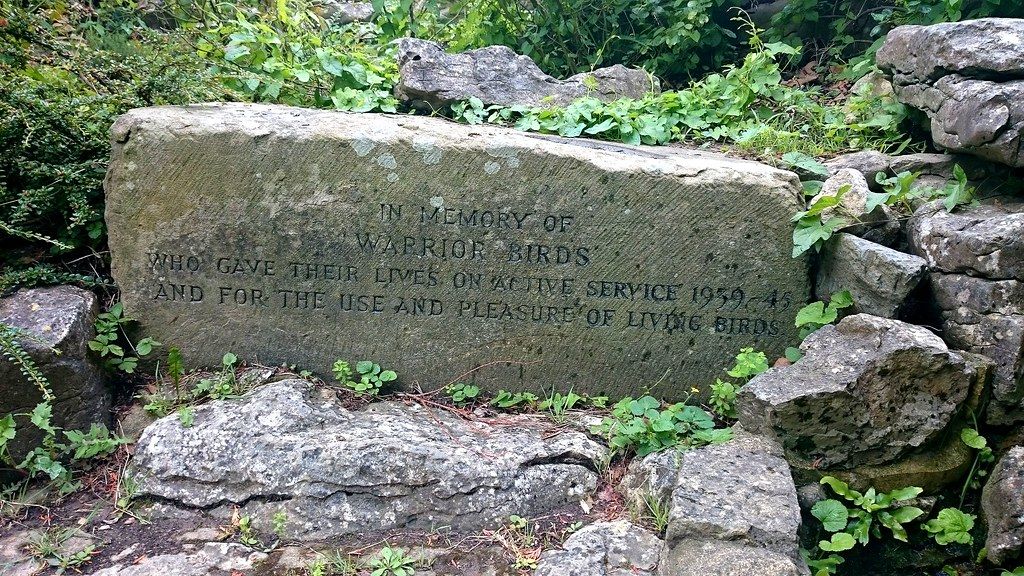 IN MEMORY OF
WARRIOR BIRDS
WHO GAVE THEIR LIVES ON ACTIVE SERVICE 1939-45
AND FOR THE USE AND PLEASURE OF LIVING BIRDS